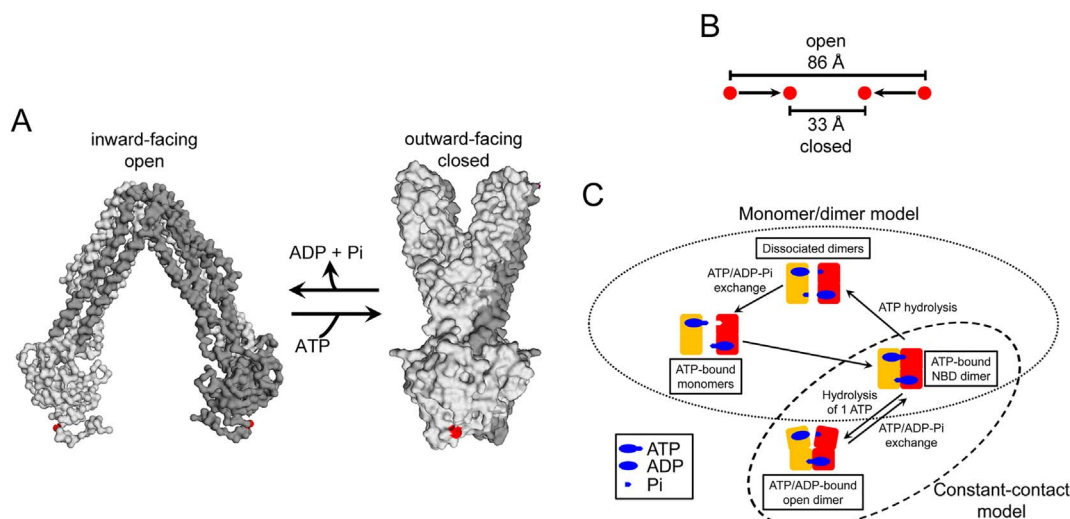 A
inward-facing
open
outward-facing
closed
ADP + Pi
ATP
B
open
86 Å
33 Å
closed
C
Monomer/dimer model
Dissociated dimers
ATP/ADP-Pi
exchange
ATP hydrolysis
ATP-bound
monomers
ATP-bound
NBD dimer
Hydrolysis
of 1 ATP
ATP/ADP-Pi
exchange
ATP
ADP
Pi
ATP/ADP-bound
open dimer
Constant-contact
model